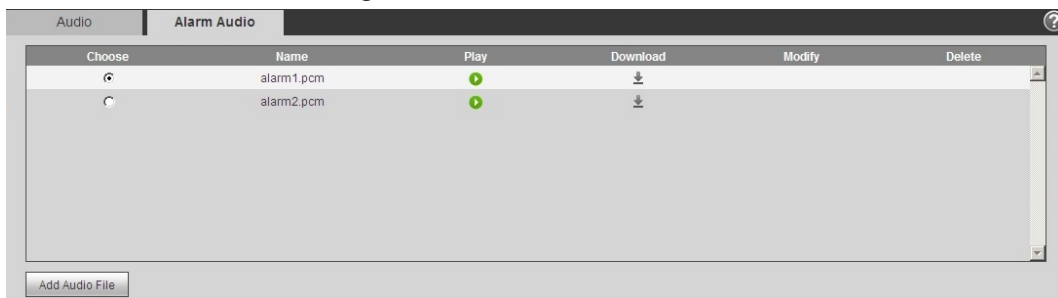 Audio Alarm Audio
Choose Name Play Download Modify Delete
alarm1.pcm
alarm2.pcm
Add Audio File